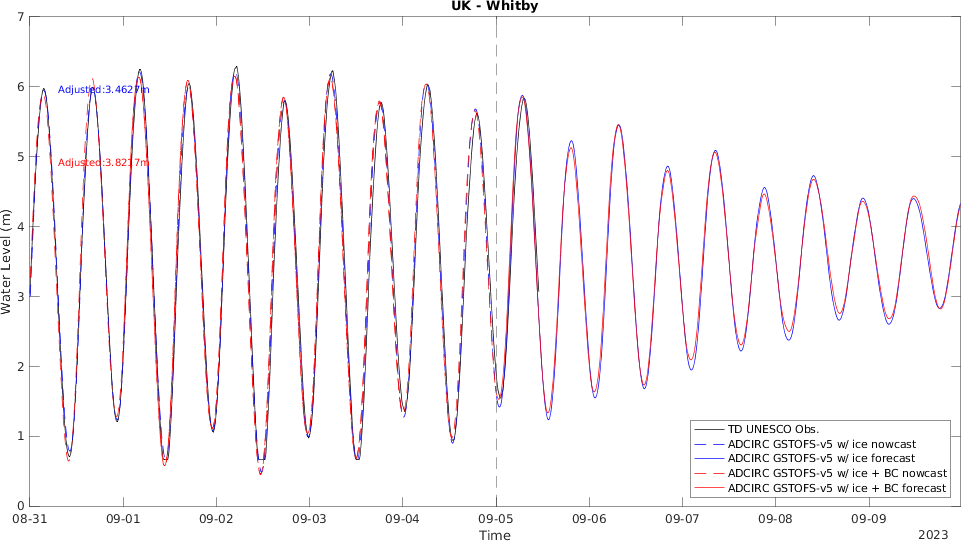 UK - Whitby
7
6
5
4
3
2
1
0
Water Level (m)
Adjusted:3.4627m
Adjusted:3.8217m
TD UNESCO Obs.
ADCIRC GSTOFS-v5 w/ ice nowcast
ADCIRC GSTOFS-v5 w/ ice forecast
ADCIRC GSTOFS-v5 w/ ice + BC nowcast
ADCIRC GSTOFS-v5 w/ ice + BC forecast
08-31 09-01 09-02 09-03 09-04 09-05 09-06 09-07 09-08 09-09
Time
2023